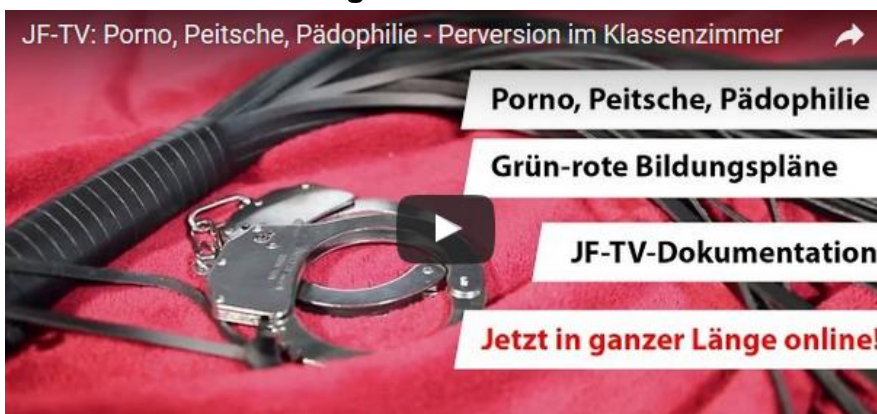 JF-TV: Porno, Peitsche, Pädophilie - Perversion im Klassenzimmer
Porno, Peitsche, Pädophilie
Grün-rote Bildungspläne
JF-TV-Dokumentation
Jetzt in ganzer Länge online!